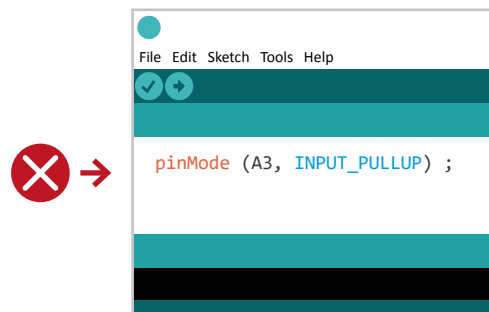 File Edit Sketch Tools Help
pinMode (A3, INPUT_PULLUP) ;